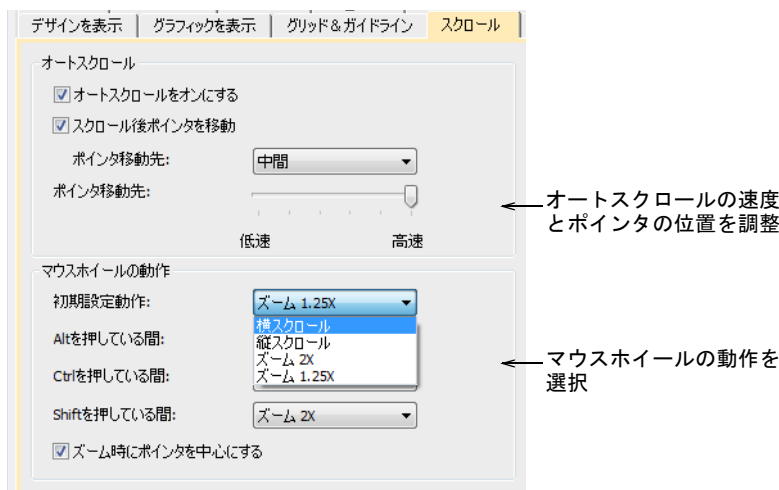 デザインを表示 グラフィックを表示 グリッド＆ガイドライン スクロール
オートスクロール
オートスクロールをオンにする
スクロール後ポインタを移動
ポインタ移動先: 中間
ポインタ移動先:
低速 高速
オートスクロールの速度
とポインタの位置を調整
マウスホイールの動作
初期設定動作: ズーム 1.25X
横スクロール
縦スクロール
ズーム 2X
ズーム 1.25X
Altを押している間:
Ctrlを押している間:
Shiftを押している間: ズーム 2X
ズーム時にポインタを中心にする
マウスホイールの動作を
選択